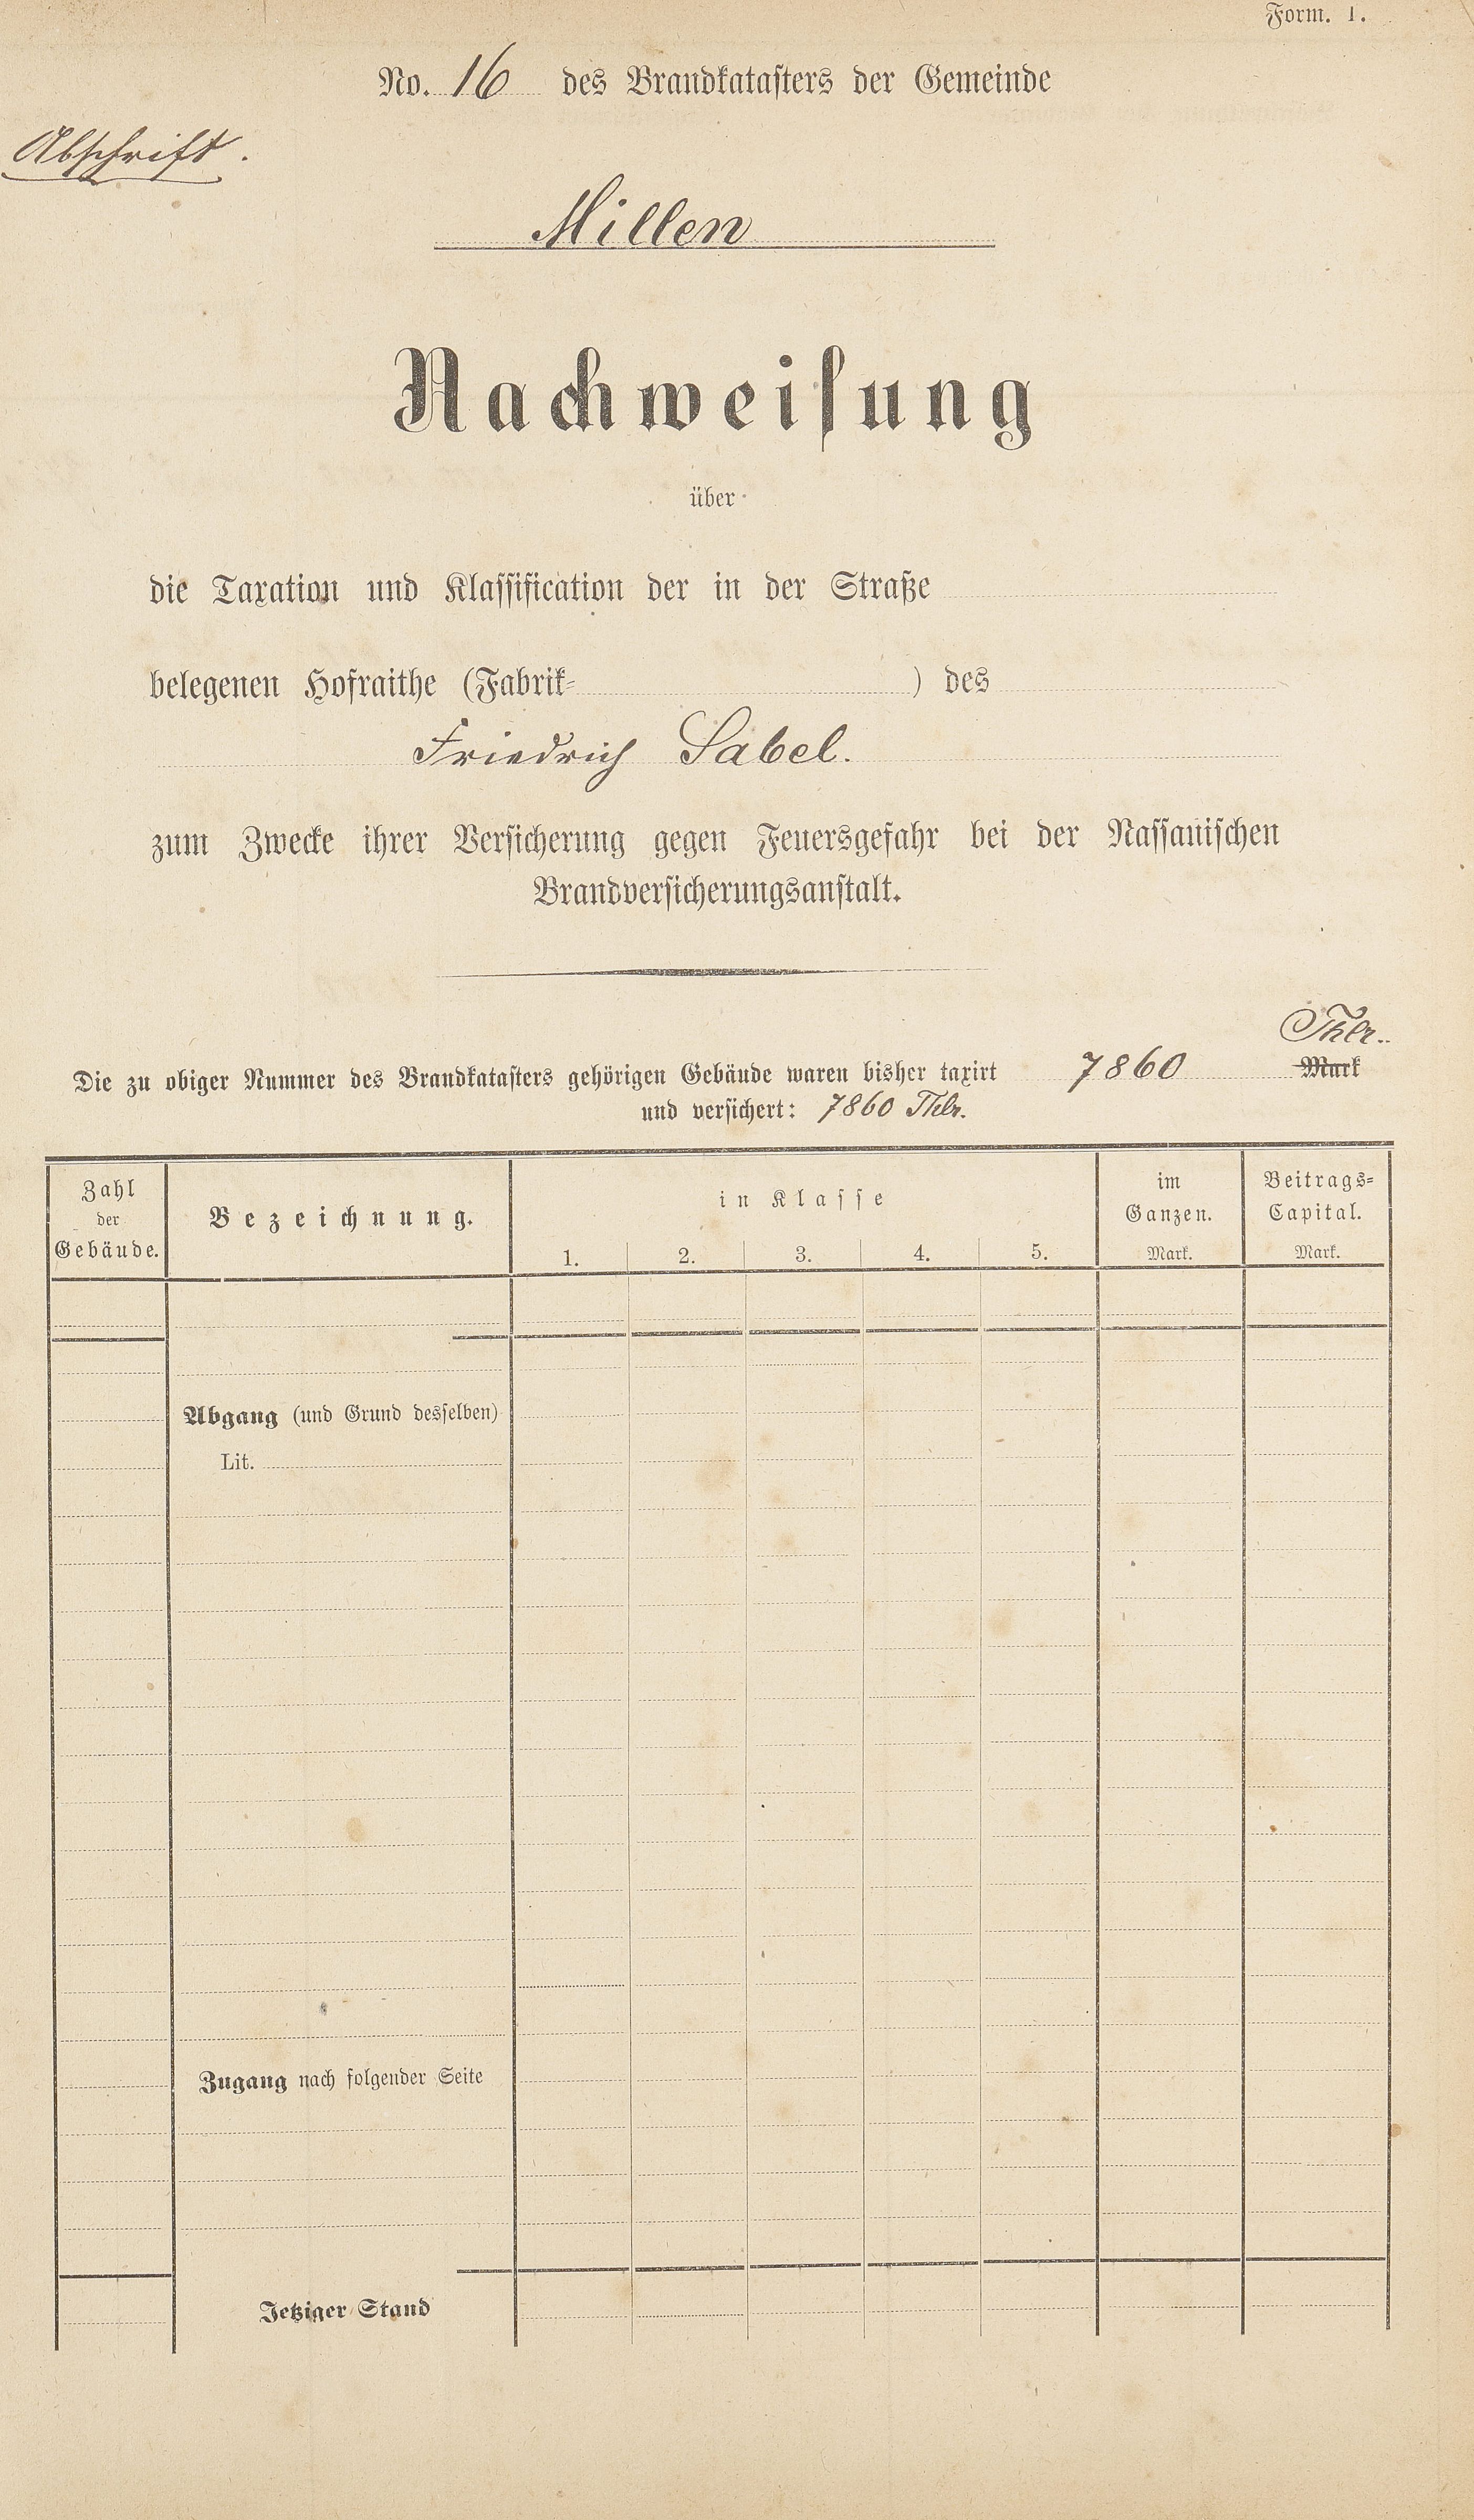 Form. 1.
No. 16 des Brandkatasters der Gemeinde
Abschrift.
Millen
Nachweisung
über
die Taxation und Klassification der in der Straße
belegenen Hofraithe (Fabrik- ) des
Friedrich Sabel.
zum Zwecke ihrer Versicherung gegen Feuersgefahr bei der Nassauischen
Brandversicherungsanstalt.
Thlr.
Die zu obiger Nummer des Brandkatasters gehörigen Gebäude waren bisher taxirt 7860 Mark
und versichert: 7860 Thlr.
Zahl der Gebäude.
Bezeichnung.
in Klasse
1. 2. 3. 4. 5.
im Ganzen. Mark.
Beitrags-Capital. Mark.
Abgang (und Grund desselben)
Lit.
Zugang nach folgender Seite
Jetziger Stand